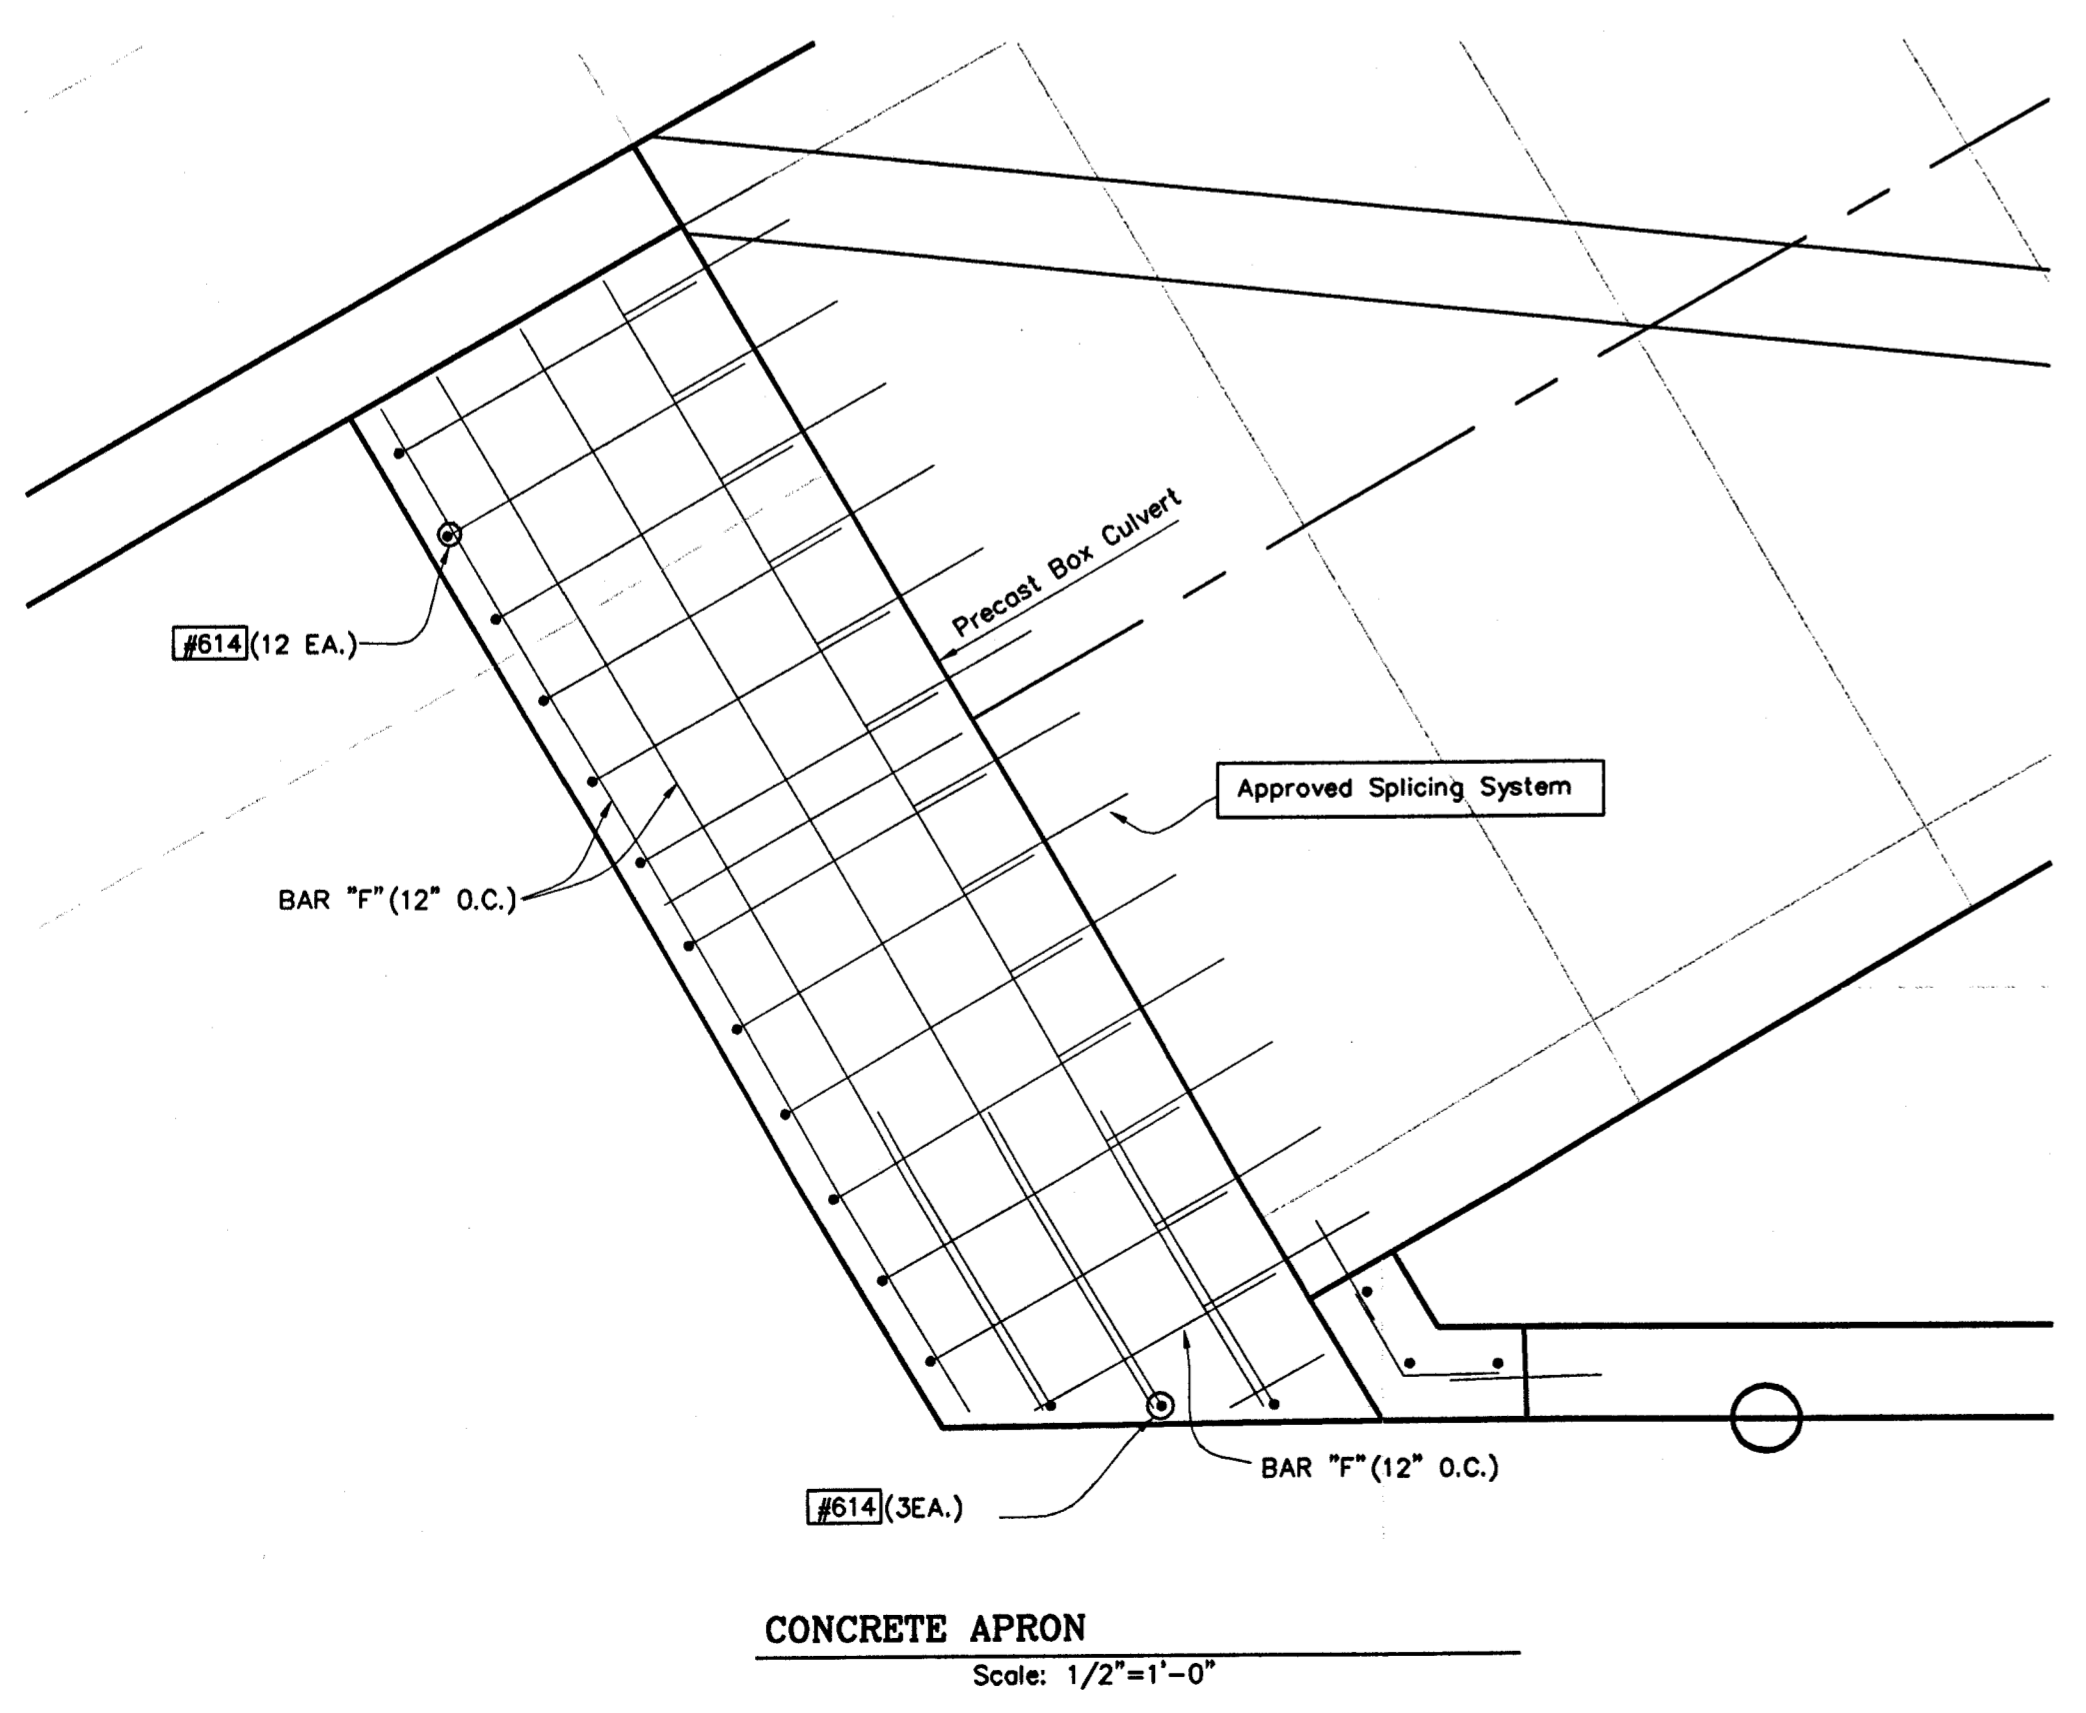 Precast Box Culvert
#614 (12 EA.)
Approved Splicing System
BAR "F" (12" O.C.)
BAR "F" (12" O.C.)
#614 (3EA.)
CONCRETE APRON
Scale: 1/2"=1'-0"